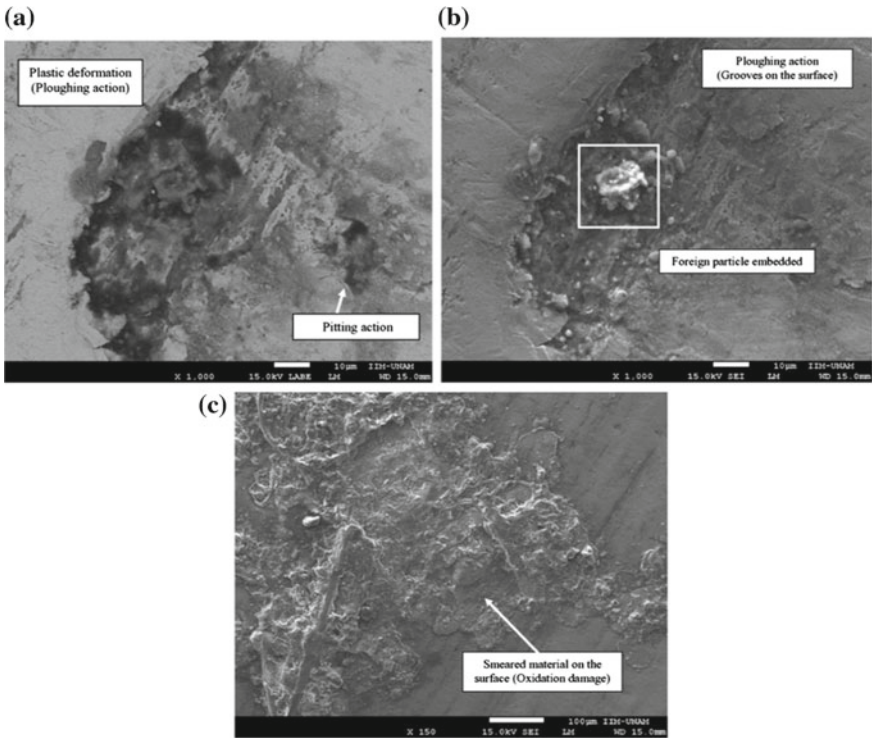 (a)
Plastic deformation
(Ploughing action)
Pitting action
10µm IIM-UNAM
X 1,000 15.0kV LABE LM WD 15.0mm
(b)
Ploughing action
(Grooves on the surface)
Foreign particle embedded
10µm IIM-UNAM
X 1,000 15.0kV SEI LM WD 15.0mm
(c)
Smeared material on the
surface (Oxidation damage)
100µm IIM-UNAM
X 150 15.0kV SEI LM WD 15.0mm